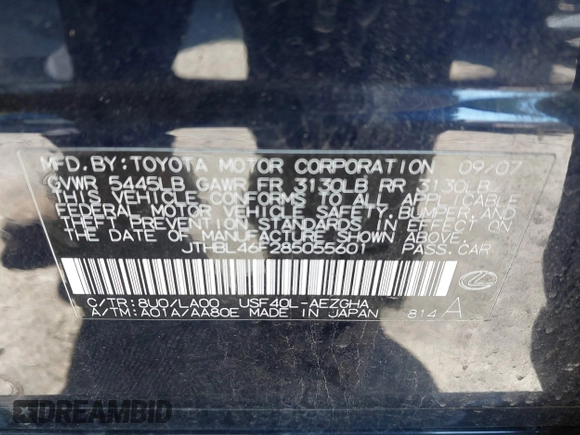 MFD. BY: TOYOTA MOTOR CORPORATION 09/07
GVWR 5445LB GAWR FR 3130LB RR 3130LB
THIS VEHICLE CONFORMS TO ALL APPLICABLE
FEDERAL MOTOR VEHICLE SAFETY, BUMPER, AND
THEFT PREVENTION STANDARDS IN EFFECT ON
THE DATE OF MANUFACTURE SHOWN ABOVE.
JTHBL46F285055601 PASS. CAR
C/TR: 8U0/LA00 USF40L-AEZGHA
A/TM: A01A/AA80E MADE IN JAPAN 814 A
DREAMBID